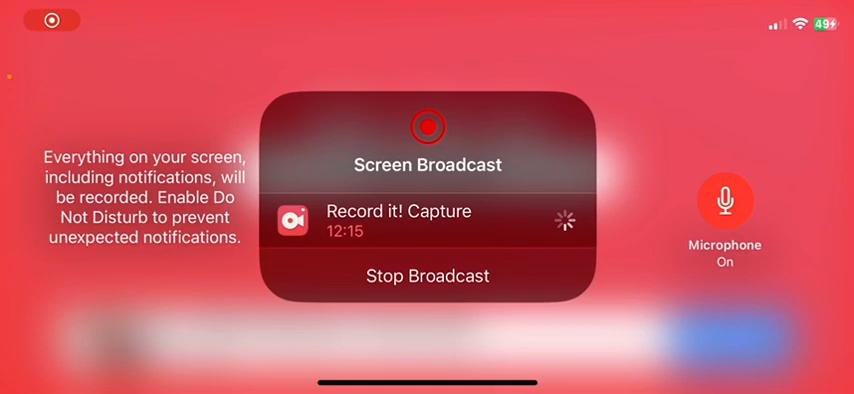 49
Everything on your screen,
including notifications, will
be recorded. Enable Do
Not Disturb to prevent
unexpected notifications.
Screen Broadcast
Record it! Capture
12:15
Stop Broadcast
Microphone
On